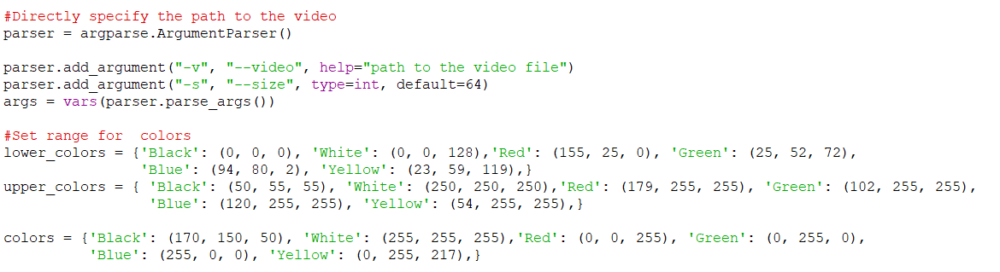 #Directly specify the path to the video
parser = argparse.ArgumentParser()
parser.add_argument("-v", "--video", help="path to the video file")
parser.add_argument("-s", "--size", type=int, default=64)
args = vars(parser.parse_args())
#Set range for  colors
lower_colors = {'Black': (0, 0, 0), 'White': (0, 0, 128),'Red': (155, 25, 0), 'Green': (25, 52, 72),
'Blue': (94, 80, 2), 'Yellow': (23, 59, 119),}
upper_colors = { 'Black': (50, 55, 55), 'White': (250, 250, 250),'Red': (179, 255, 255), 'Green': (102, 255, 255),
'Blue': (120, 255, 255), 'Yellow': (54, 255, 255),}
colors = {'Black': (170, 150, 50), 'White': (255, 255, 255),'Red': (0, 0, 255), 'Green': (0, 255, 0),
'Blue': (255, 0, 0), 'Yellow': (0, 255, 217),}